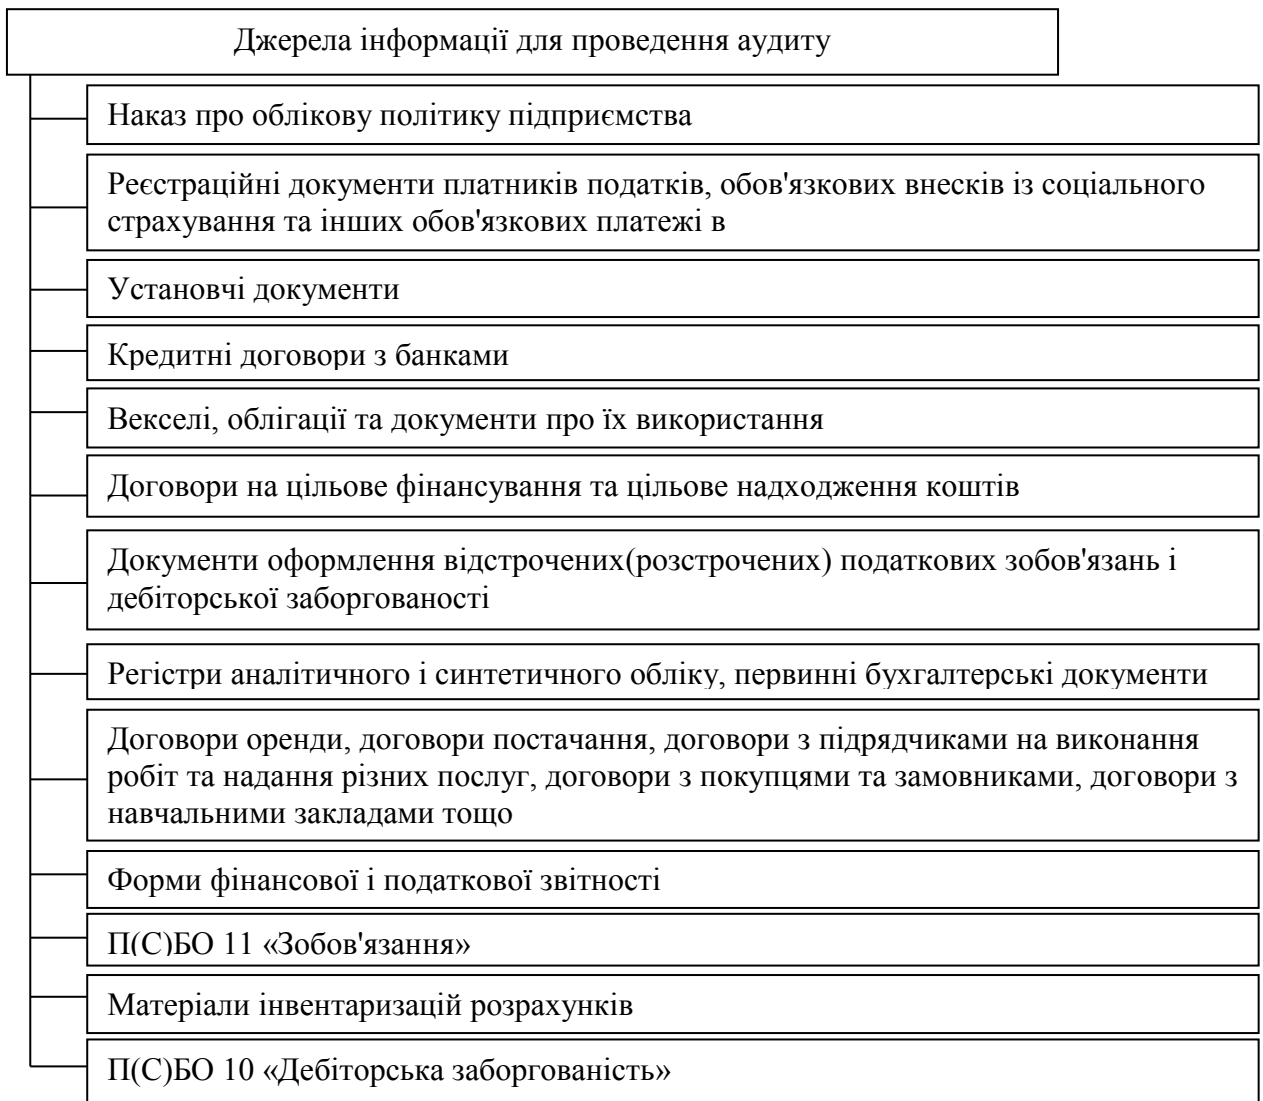 Джерела інформації для проведення аудиту
Наказ про облікову політику підприємства
Реєстраційні документи платників податків, обов'язкових внесків із соціального
страхування та інших обов'язкових платежі в
Установчі документи
Кредитні договори з банками
Векселі, облігації та документи про їх використання
Договори на цільове фінансування та цільове надходження коштів
Документи оформлення відстрочених(розстрочених) податкових зобов'язань і
дебіторської заборгованості
Регістри аналітичного і синтетичного обліку, первинні бухгалтерські документи
Договори оренди, договори постачання, договори з підрядчиками на виконання
робіт та надання різних послуг, договори з покупцями та замовниками, договори з
навчальними закладами тощо
Форми фінансової і податкової звітності
П(С)БО 11 «Зобов'язання»
Матеріали інвентаризацій розрахунків
П(С)БО 10 «Дебіторська заборгованість»